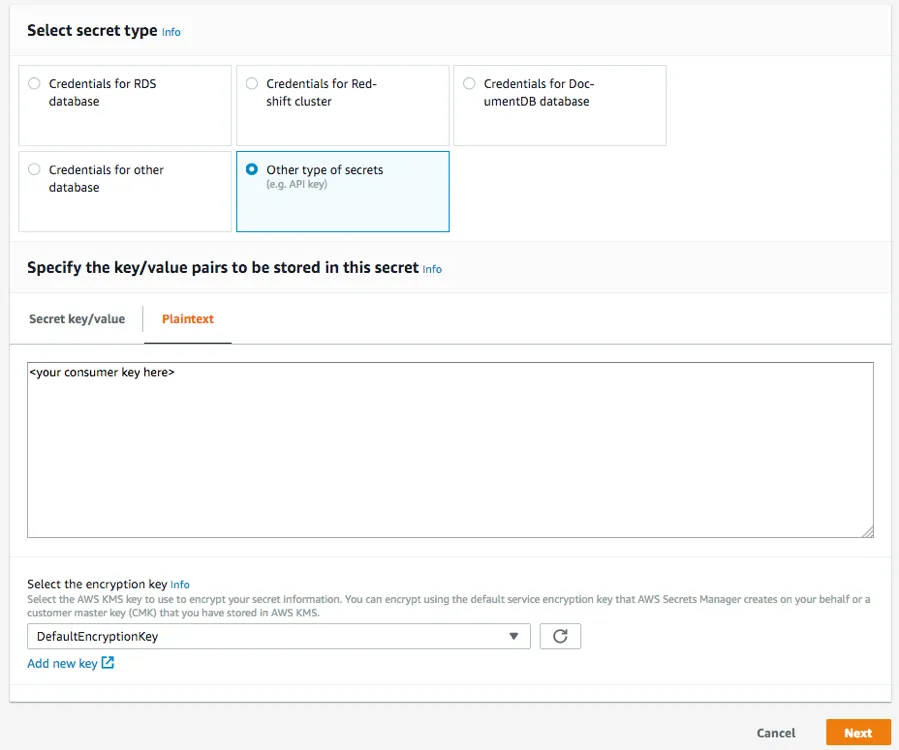 Select secret type Info
Credentials for RDS
database
Credentials for Red-
shift cluster
Credentials for Doc-
umentDB database
Credentials for other
database
Other type of secrets
(e.g. API key)
Specify the key/value pairs to be stored in this secret Info
Secret key/value
Plaintext
<your consumer key here>
Select the encryption key Info
Select the AWS KMS key to use to encrypt your secret information. You can encrypt using the default service encryption key that AWS Secrets Manager creates on your behalf or a
customer master key (CMK) that you have stored in AWS KMS.
DefaultEncryptionKey
Add new key
Cancel
Next